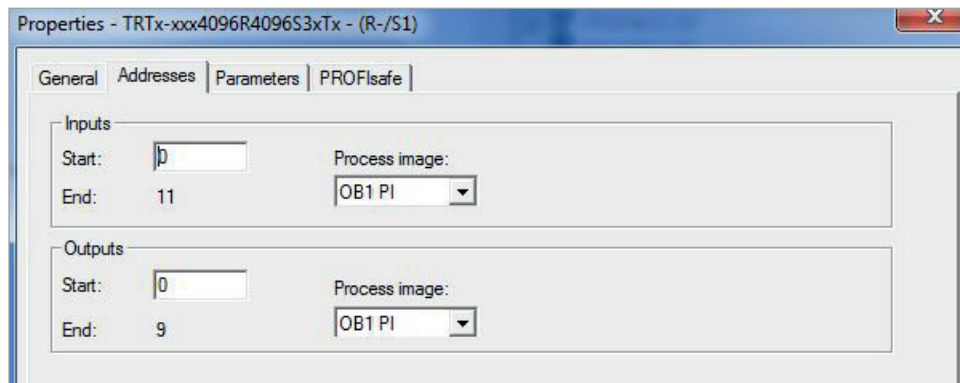 Properties - TRTx-xxx4096R4096S3xTx - (R-/S1)
x
General Addresses Parameters PROFIsafe
Inputs
Start: 0 Process image:
End: 11 OB1 PI
Outputs
Start: 0 Process image:
End: 9 OB1 PI